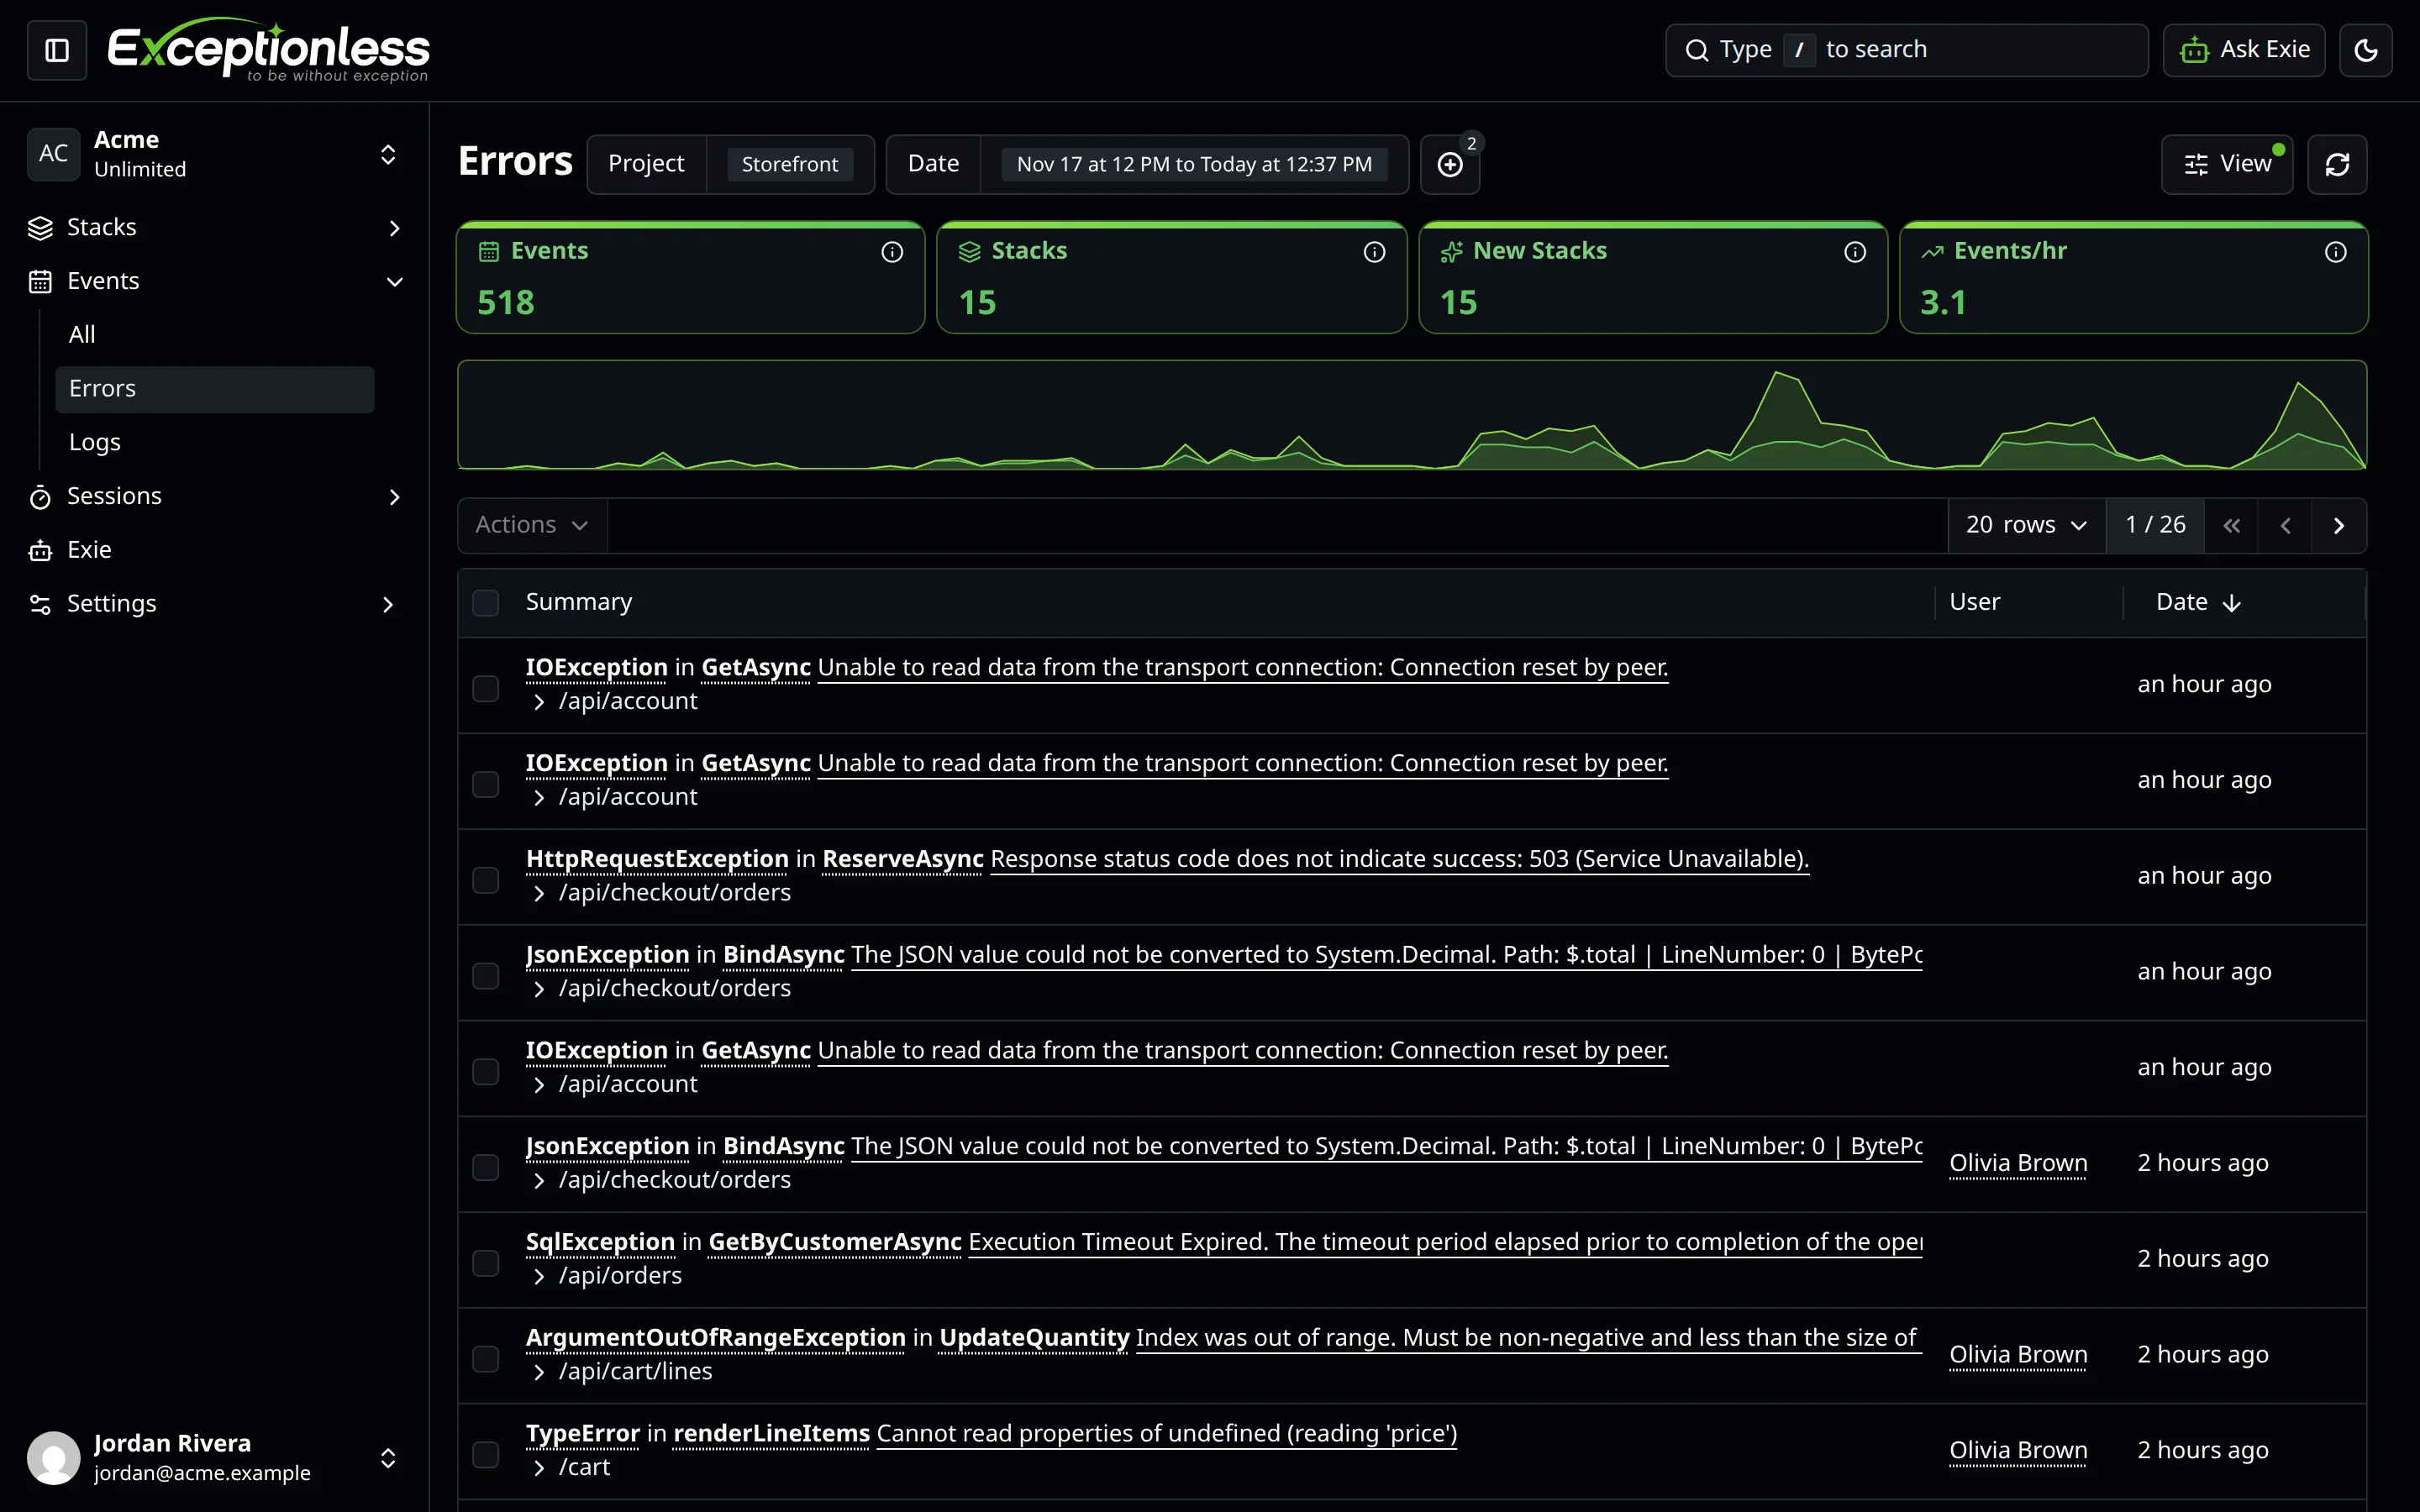 Exceptionless
to be without exception
Type / to search
Ask Exie
AC
Acme
Unlimited
Stacks
Events
All
Errors
Logs
Sessions
Exie
Settings
Jordan Rivera
jordan@acme.example
Errors
Project Storefront
Date Nov 17 at 12 PM to Today at 12:37 PM
2
View
Events
518
Stacks
15
New Stacks
15
Events/hr
3.1
Actions
20 rows
1 / 26
Summary User Date
IOException in GetAsync Unable to read data from the transport connection: Connection reset by peer.
/api/account
an hour ago
IOException in GetAsync Unable to read data from the transport connection: Connection reset by peer.
/api/account
an hour ago
HttpRequestException in ReserveAsync Response status code does not indicate success: 503 (Service Unavailable).
/api/checkout/orders
an hour ago
JsonException in BindAsync The JSON value could not be converted to System.Decimal. Path: $.total | LineNumber: 0 | BytePo
/api/checkout/orders
an hour ago
IOException in GetAsync Unable to read data from the transport connection: Connection reset by peer.
/api/account
an hour ago
JsonException in BindAsync The JSON value could not be converted to System.Decimal. Path: $.total | LineNumber: 0 | BytePo
/api/checkout/orders
Olivia Brown
2 hours ago
SqlException in GetByCustomerAsync Execution Timeout Expired. The timeout period elapsed prior to completion of the oper
/api/orders
2 hours ago
ArgumentOutOfRangeException in UpdateQuantity Index was out of range. Must be non-negative and less than the size of
/api/cart/lines
Olivia Brown
2 hours ago
TypeError in renderLineItems Cannot read properties of undefined (reading 'price')
/cart
Olivia Brown
2 hours ago